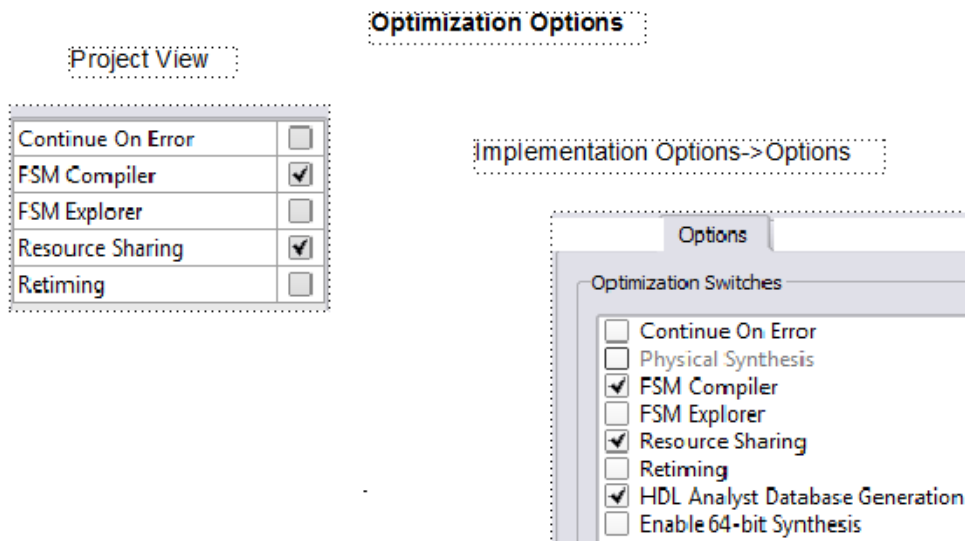 Optimization Options
Project View
Continue On Error
FSM Compiler
FSM Explorer
Resource Sharing
Retiming
Implementation Options->Options
Options
Optimization Switches
Continue On Error
Physical Synthesis
FSM Compiler
FSM Explorer
Resource Sharing
Retiming
HDL Analyst Database Generation
Enable 64-bit Synthesis